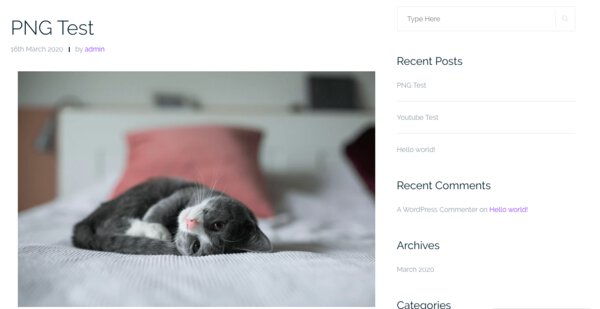 PNG Test
16th March 2020 by admin
Type Here
Recent Posts
PNG Test
Youtube Test
Hello world!
Recent Comments
A WordPress Commenter on Hello world!
Archives
March 2020
Categories